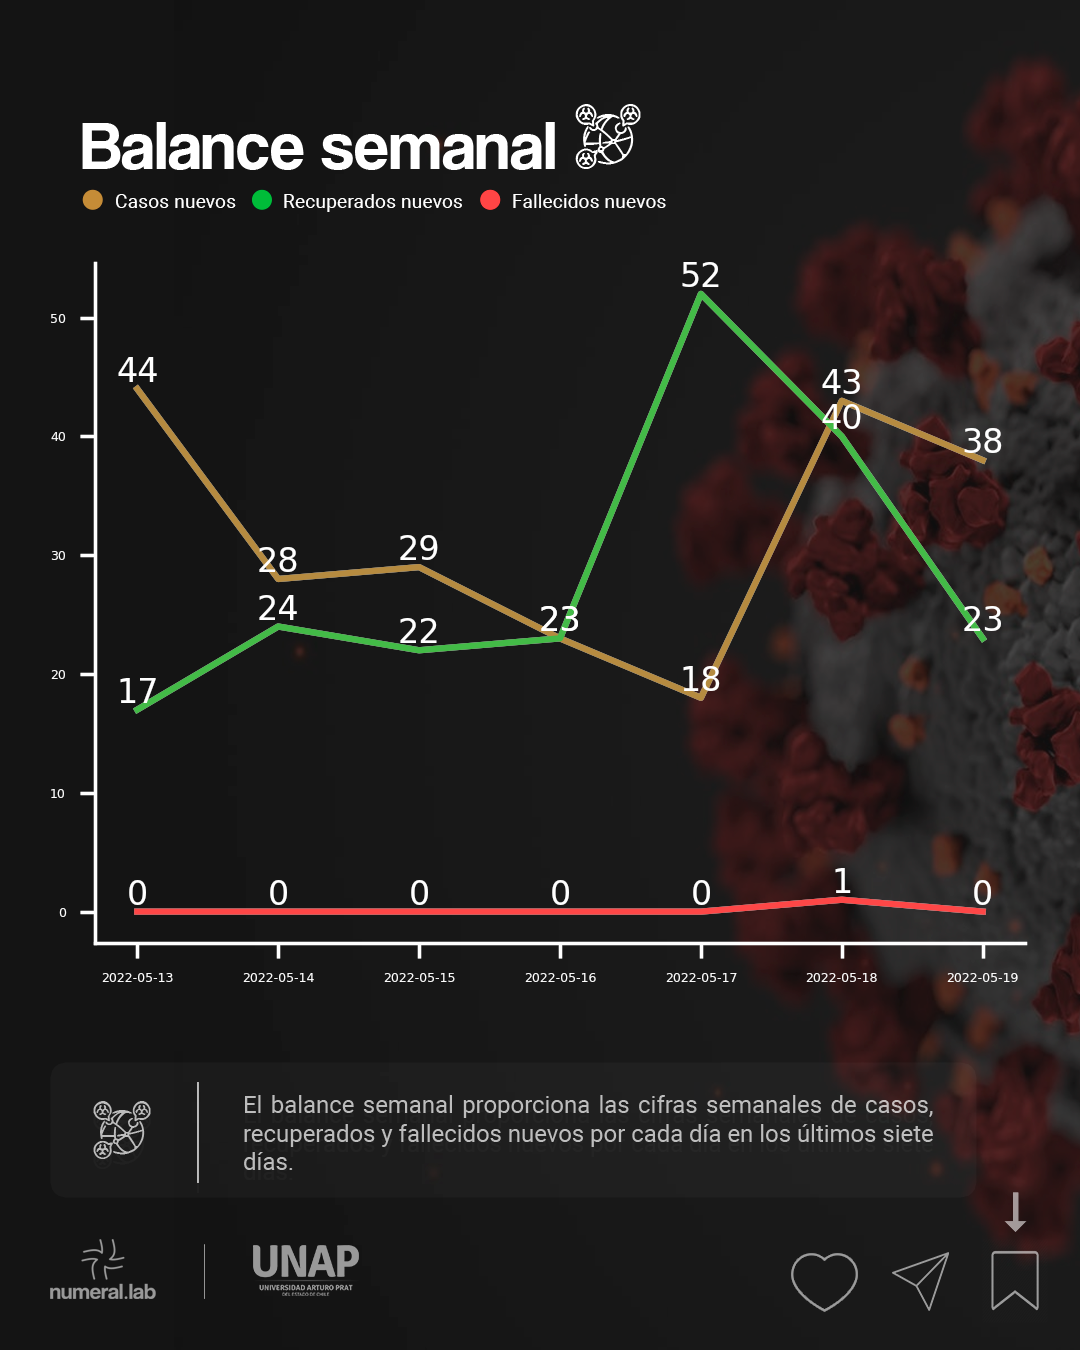 Balance semanal
Casos nuevos Recuperados nuevos Fallecidos nuevos
52
50
44
43
40
40
38
30
29
28
24
23
23
22
20
18
17
10
0 0 0 0 0 1 0
0
2022-05-13 2022-05-14 2022-05-15 2022-05-16 2022-05-17 2022-05-18 2022-05-19
El balance semanal proporciona las cifras semanales de casos,
recuperados y fallecidos nuevos por cada día en los últimos siete
días.
numeral.lab
UNAP
UNIVERSIDAD ARTURO PRAT
DEL ESTADO DE CHILE